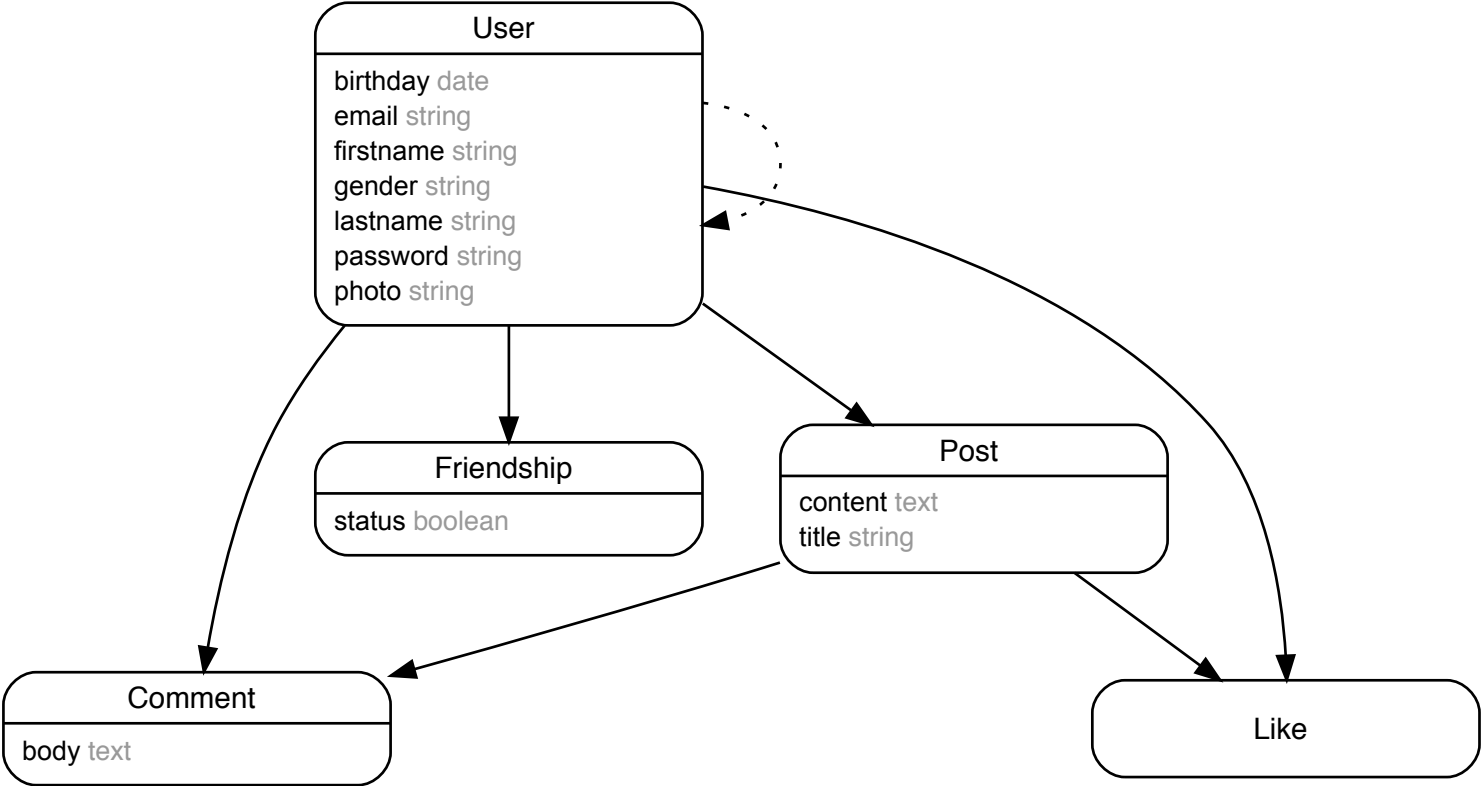 User
birthday date
email string
firstname string
gender string
lastname string
password string
photo string
Friendship
status boolean
Post
content text
title string
Comment
body text
Like